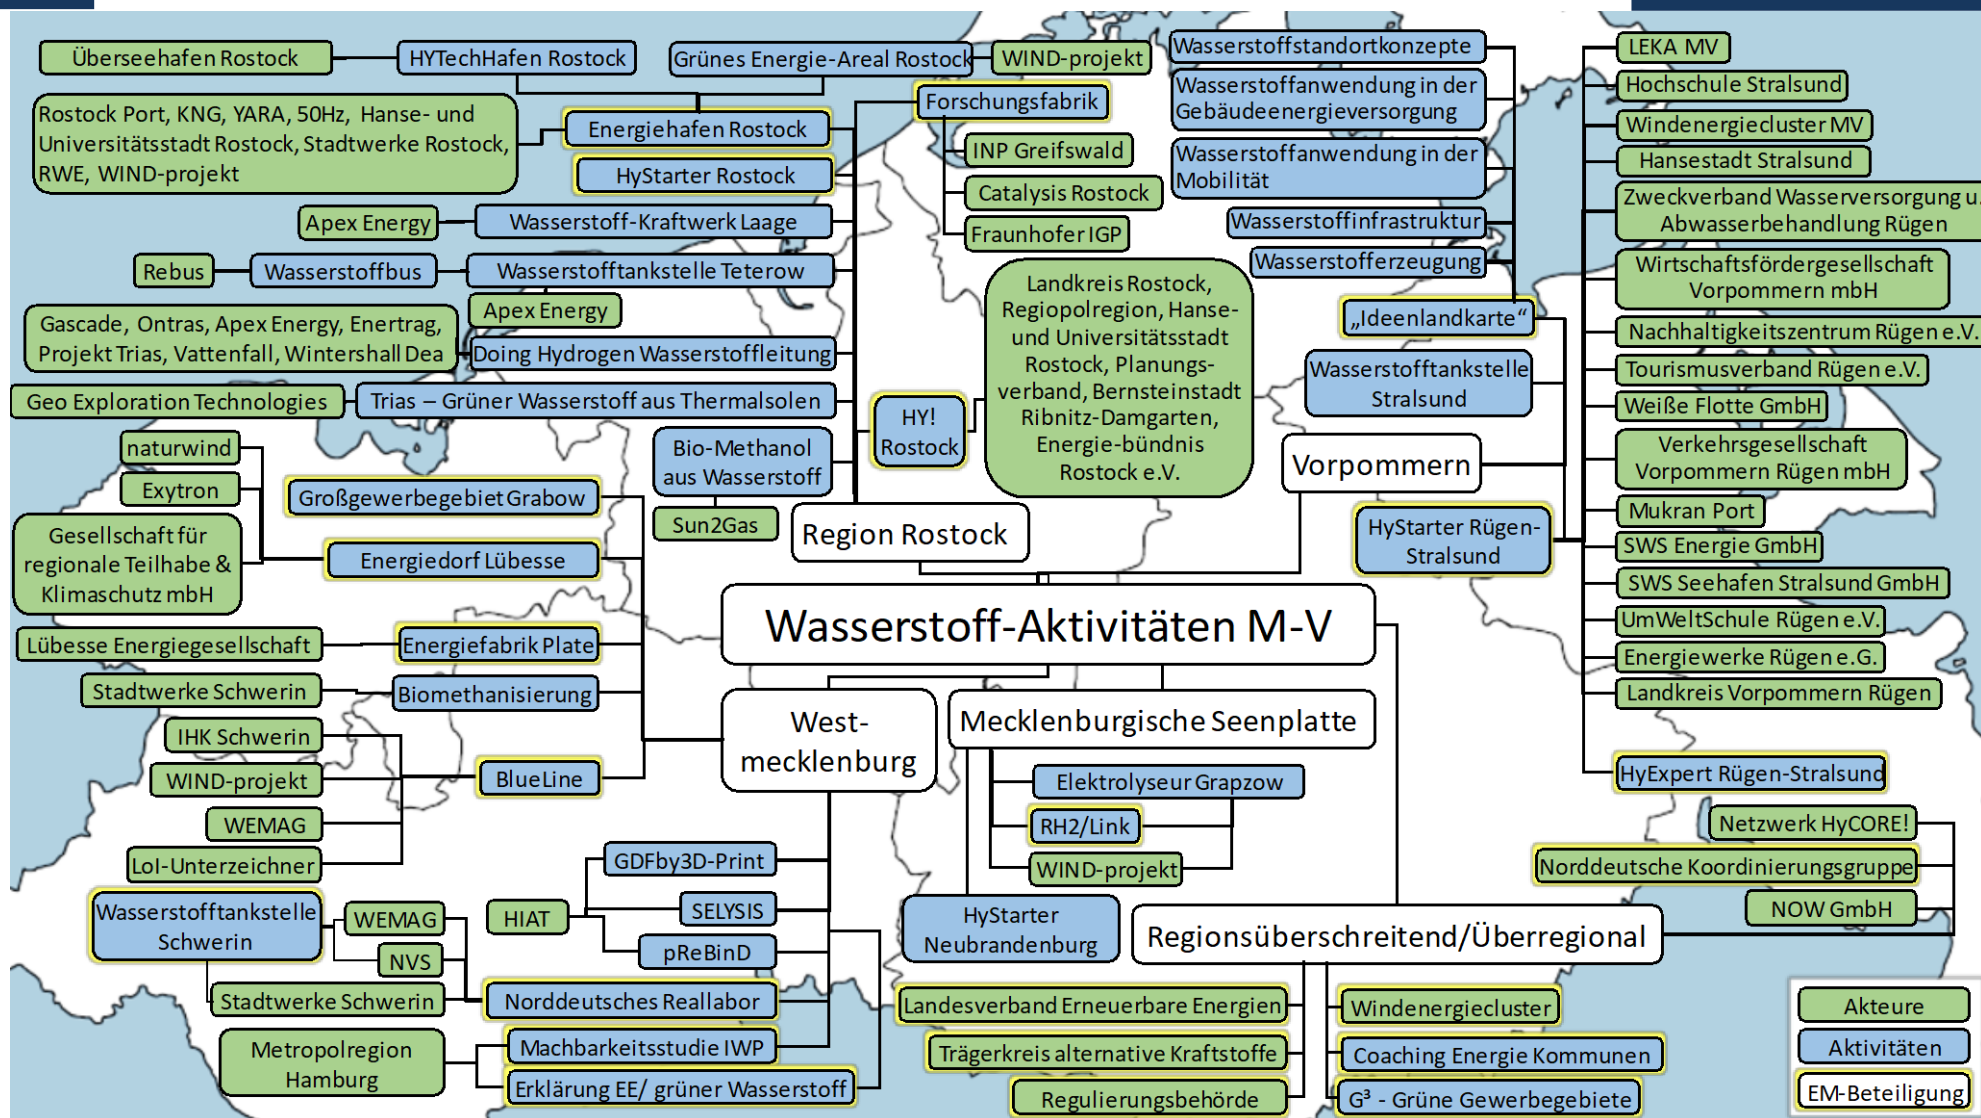 Überseehafen Rostock
HYTechHafen Rostock
Grünes Energie-Areal Rostock
WIND-projekt
Rostock Port, KNG, YARA, 50Hz, Hanse- und
Universitätsstadt Rostock, Stadtwerke Rostock,
RWE, WIND-projekt
Energiehafen Rostock
HyStarter Rostock
Apex Energy
Wasserstoff-Kraftwerk Laage
Rebus
Wasserstoffbus
Wasserstofftankstelle Teterow
Apex Energy
Gascade, Ontras, Apex Energy, Enertrag,
Projekt Trias, Vattenfall, Wintershall Dea
Doing Hydrogen Wasserstoffleitung
Geo Exploration Technologies
Trias – Grüner Wasserstoff aus Thermalsolen
Bio-Methanol
aus Wasserstoff
Sun2Gas
Forschungsfabrik
INP Greifswald
Catalysis Rostock
Fraunhofer IGP
HY!
Rostock
Landkreis Rostock,
Regiopolregion, Hanse-
und Universitätsstadt
Rostock, Planungs-
verband, Bernsteinstadt
Ribnitz-Damgarten,
Energie-bündnis
Rostock e.V.
Region Rostock
Wasserstoffstandortkonzepte
Wasserstoffanwendung in der
Gebäudeenergieversorgung
Wasserstoffanwendung in der
Mobilität
Wasserstoffinfrastruktur
Wasserstofferzeugung
„Ideenlandkarte“
Wasserstofftankstelle
Stralsund
Vorpommern
HyStarter Rügen-
Stralsund
LEKA MV
Hochschule Stralsund
Windenergiecluster MV
Hansestadt Stralsund
Zweckverband Wasserversorgung u.
Abwasserbehandlung Rügen
Wirtschaftsfördergesellschaft
Vorpommern mbH
Nachhaltigkeitszentrum Rügen e.V.
Tourismusverband Rügen e.V.
Weiße Flotte GmbH
Verkehrsgesellschaft
Vorpommern Rügen mbH
Mukran Port
SWS Energie GmbH
SWS Seehafen Stralsund GmbH
UmWeltSchule Rügen e.V.
Energiewerke Rügen e.G.
Landkreis Vorpommern Rügen
HyExpert Rügen-Stralsund
Wasserstoff-Aktivitäten M-V
naturwind
Exytron
Gesellschaft für
regionale Teilhabe &
Klimaschutz mbH
Großgewerbegebiet Grabow
Energiedorf Lübesse
Lübesse Energiegesellschaft
Energiefabrik Plate
Stadtwerke Schwerin
Biomethanisierung
IHK Schwerin
WIND-projekt
WEMAG
LoI-Unterzeichner
BlueLine
West-
mecklenburg
GDFby3D-Print
HIAT
SELYSIS
pReBinD
Wasserstofftankstelle
Schwerin
WEMAG
NVS
Stadtwerke Schwerin
Norddeutsches Reallabor
Metropolregion
Hamburg
Machbarkeitsstudie IWP
Erklärung EE/ grüner Wasserstoff
Mecklenburgische Seenplatte
Elektrolyseur Grapzow
RH2/Link
WIND-projekt
HyStarter
Neubrandenburg
Regionsüberschreitend/Überregional
Netzwerk HyCORE!
Norddeutsche Koordinierungsgruppe
NOW GmbH
Landesverband Erneuerbare Energien
Trägerkreis alternative Kraftstoffe
Regulierungsbehörde
Windenergiecluster
Coaching Energie Kommunen
G³ - Grüne Gewerbegebiete
Akteure
Aktivitäten
EM-Beteiligung